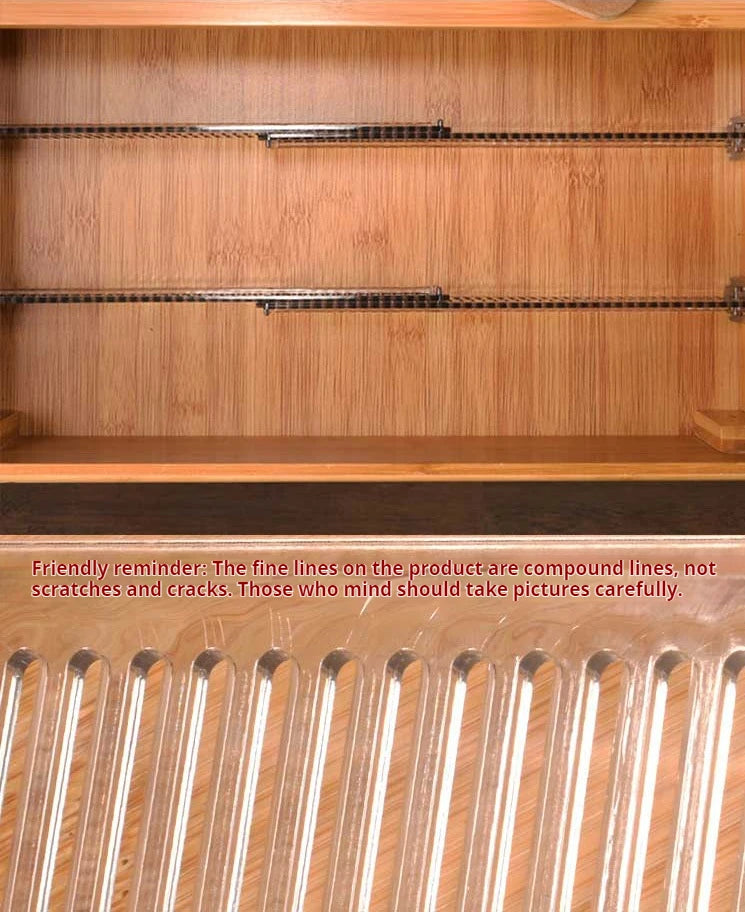 Friendly reminder: The fine lines on the product are compound lines, not
scratches and cracks. Those who mind should take pictures carefully.